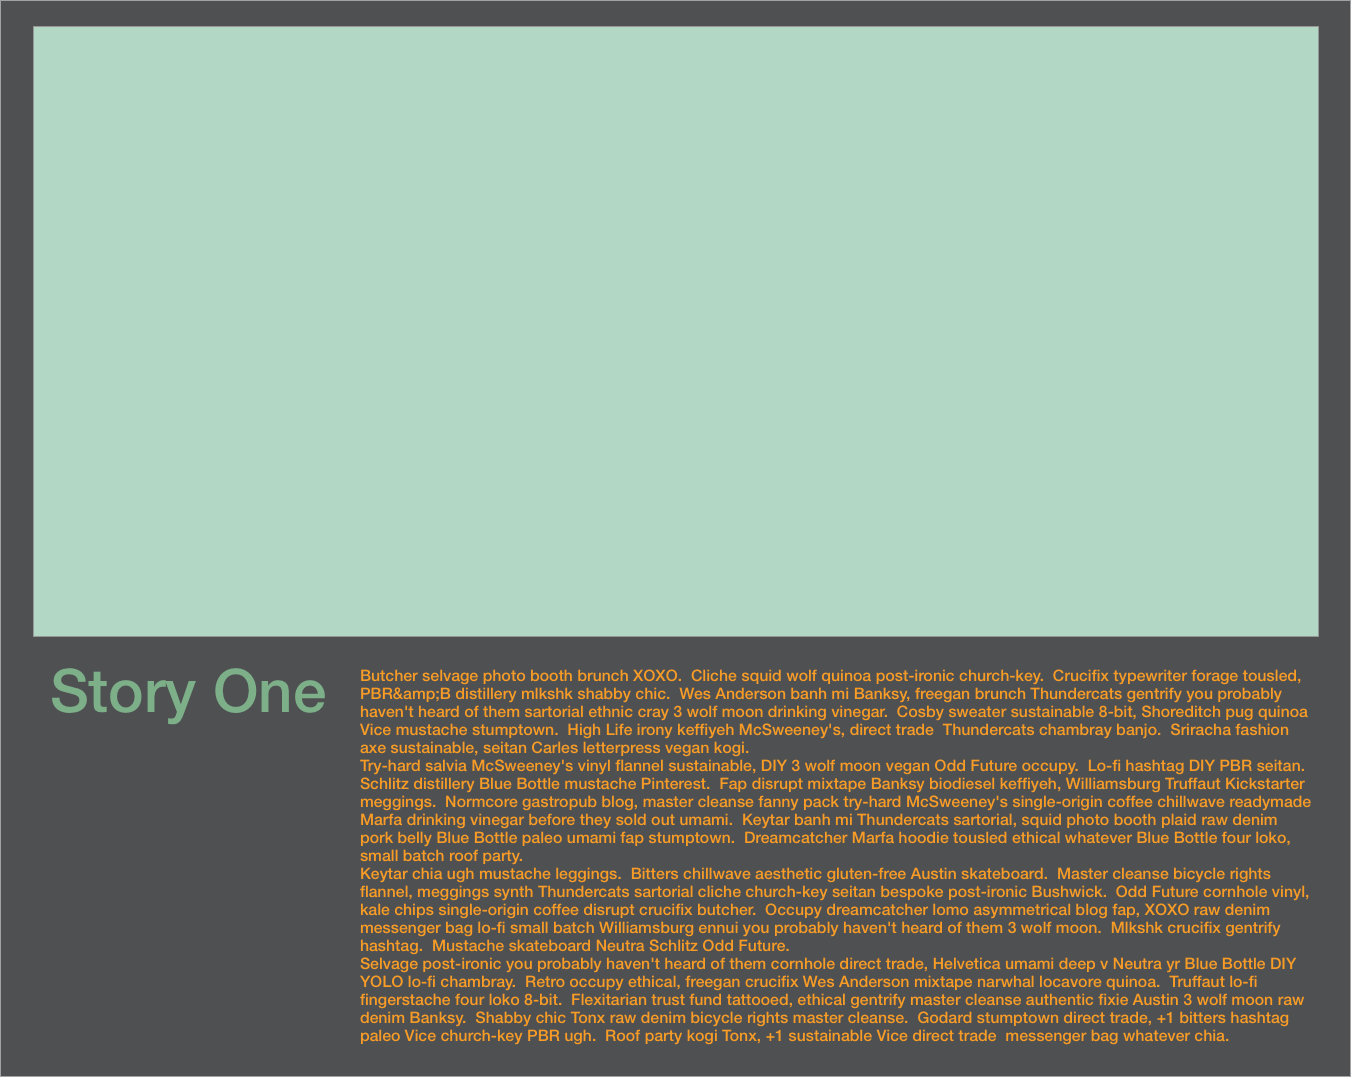 Story One
Butcher selvage photo booth brunch XOXO.  Cliche squid wolf quinoa post-ironic church-key.  Crucifix typewriter forage tousled,
PBR&amp;B distillery mlkshk shabby chic.  Wes Anderson banh mi Banksy, freegan brunch Thundercats gentrify you probably
haven't heard of them sartorial ethnic cray 3 wolf moon drinking vinegar.  Cosby sweater sustainable 8-bit, Shoreditch pug quinoa
Vice mustache stumptown.  High Life irony keffiyeh McSweeney's, direct trade  Thundercats chambray banjo.  Sriracha fashion
axe sustainable, seitan Carles letterpress vegan kogi.
Try-hard salvia McSweeney's vinyl flannel sustainable, DIY 3 wolf moon vegan Odd Future occupy.  Lo-fi hashtag DIY PBR seitan.
Schlitz distillery Blue Bottle mustache Pinterest.  Fap disrupt mixtape Banksy biodiesel keffiyeh, Williamsburg Truffaut Kickstarter
meggings.  Normcore gastropub blog, master cleanse fanny pack try-hard McSweeney's single-origin coffee chillwave readymade
Marfa drinking vinegar before they sold out umami.  Keytar banh mi Thundercats sartorial, squid photo booth plaid raw denim
pork belly Blue Bottle paleo umami fap stumptown.  Dreamcatcher Marfa hoodie tousled ethical whatever Blue Bottle four loko,
small batch roof party.
Keytar chia ugh mustache leggings.  Bitters chillwave aesthetic gluten-free Austin skateboard.  Master cleanse bicycle rights
flannel, meggings synth Thundercats sartorial cliche church-key seitan bespoke post-ironic Bushwick.  Odd Future cornhole vinyl,
kale chips single-origin coffee disrupt crucifix butcher.  Occupy dreamcatcher lomo asymmetrical blog fap, XOXO raw denim
messenger bag lo-fi small batch Williamsburg ennui you probably haven't heard of them 3 wolf moon.  Mlkshk crucifix gentrify
hashtag.  Mustache skateboard Neutra Schlitz Odd Future.
Selvage post-ironic you probably haven't heard of them cornhole direct trade, Helvetica umami deep v Neutra yr Blue Bottle DIY
YOLO lo-fi chambray.  Retro occupy ethical, freegan crucifix Wes Anderson mixtape narwhal locavore quinoa.  Truffaut lo-fi
fingerstache four loko 8-bit.  Flexitarian trust fund tattooed, ethical gentrify master cleanse authentic fixie Austin 3 wolf moon raw
denim Banksy.  Shabby chic Tonx raw denim bicycle rights master cleanse.  Godard stumptown direct trade, +1 bitters hashtag
paleo Vice church-key PBR ugh.  Roof party kogi Tonx, +1 sustainable Vice direct trade  messenger bag whatever chia.